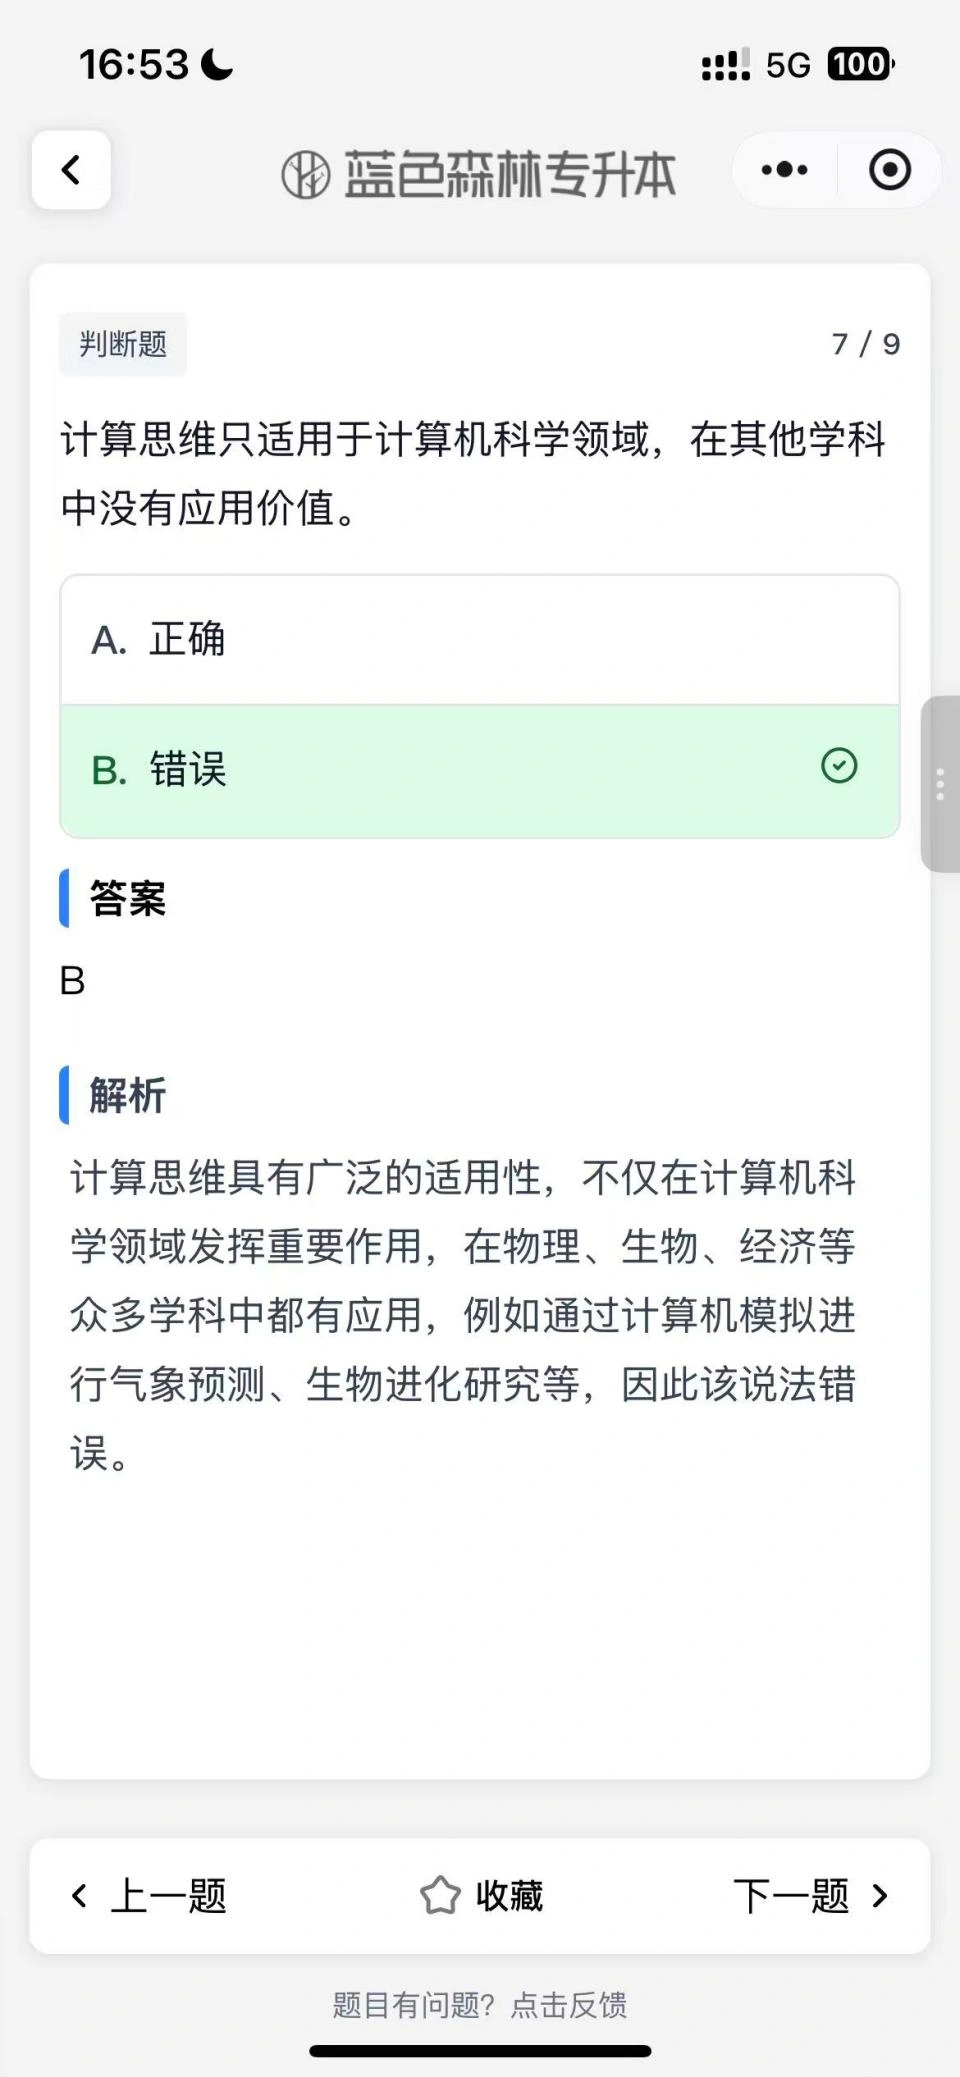 16:53
5G
100
蓝色森林专升本
判断题
7 / 9
计算思维只适用于计算机科学领域，在其他学科
中没有应用价值。
A. 正确
B. 错误
答案
B
解析
计算思维具有广泛的适用性，不仅在计算机科
学领域发挥重要作用，在物理、生物、经济等
众多学科中都有应用，例如通过计算机模拟进
行气象预测、生物进化研究等，因此该说法错
误。
上一题
收藏
下一题
题目有问题？点击反馈